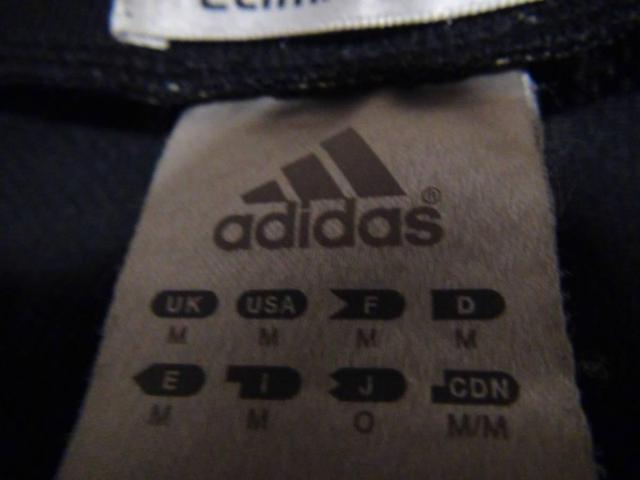 adidas®
UK USA F D
M M M M
E I J CDN
M M O M/M